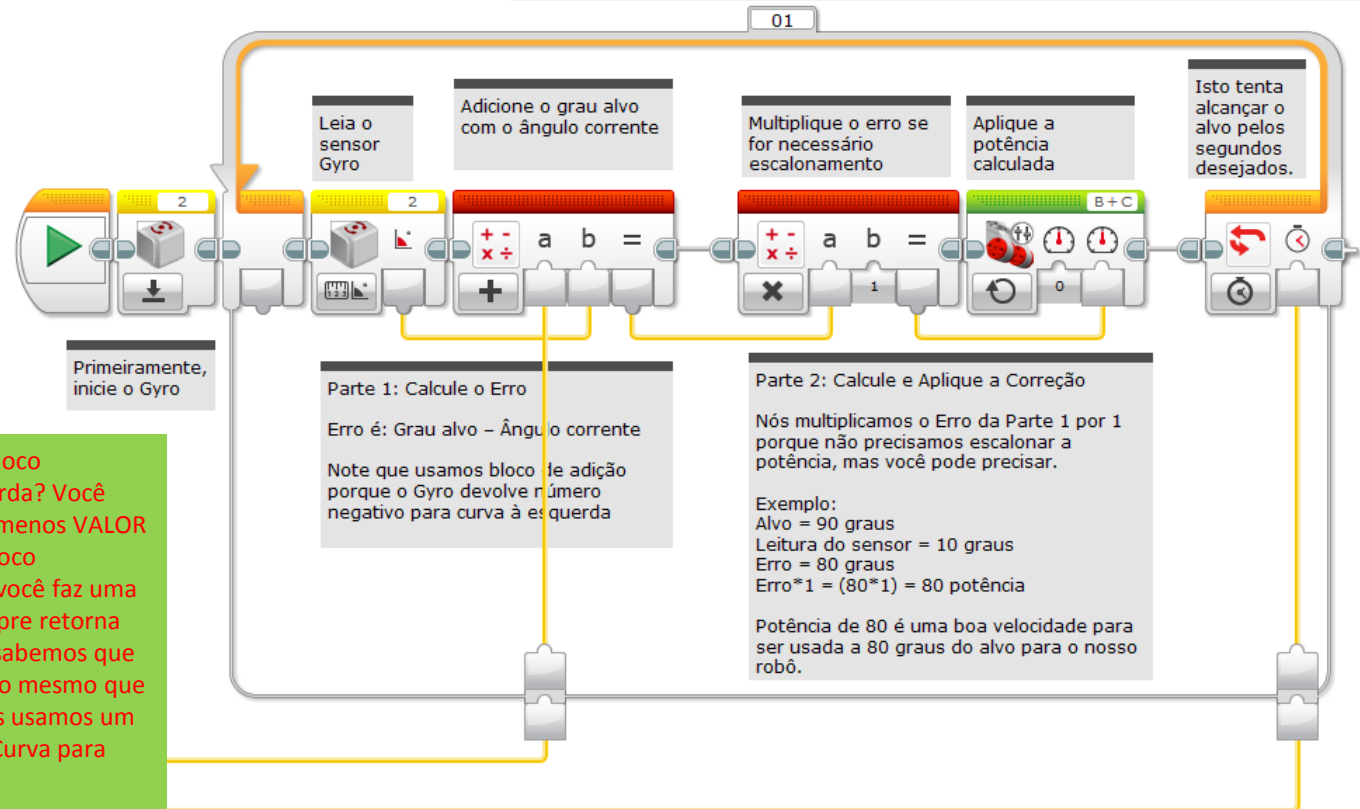 01
Leia o
sensor
Gyro
Adicione o grau alvo
com o ângulo corrente
Multiplique o erro se
for necessário
escalonamento
Aplique a
potência
calculada
Isto tenta
alcançar o
alvo pelos
segundos
desejados.
2
2
B+C
a b =
a b =
1
0
Primeiramente,
inicie o Gyro
Parte 1: Calcule o Erro
Erro é: Grau alvo – Ângulo corrente
Note que usamos bloco de adição
porque o Gyro devolve número
negativo para curva à esquerda
Parte 2: Calcule e Aplique a Correção
Nós multiplicamos o Erro da Parte 1 por 1
porque não precisamos escalonar a
potência, mas você pode precisar.
Exemplo:
Alvo = 90 graus
Leitura do sensor = 10 graus
Erro = 80 graus
Erro*1 = (80*1) = 80 potência
Potência de 80 é uma boa velocidade para
ser usada a 80 graus do alvo para o nosso
robô.
oco
rda? Você
menos VALOR
oco
você faz uma
pre retorna
sabemos que
o mesmo que
s usamos um
Curva para